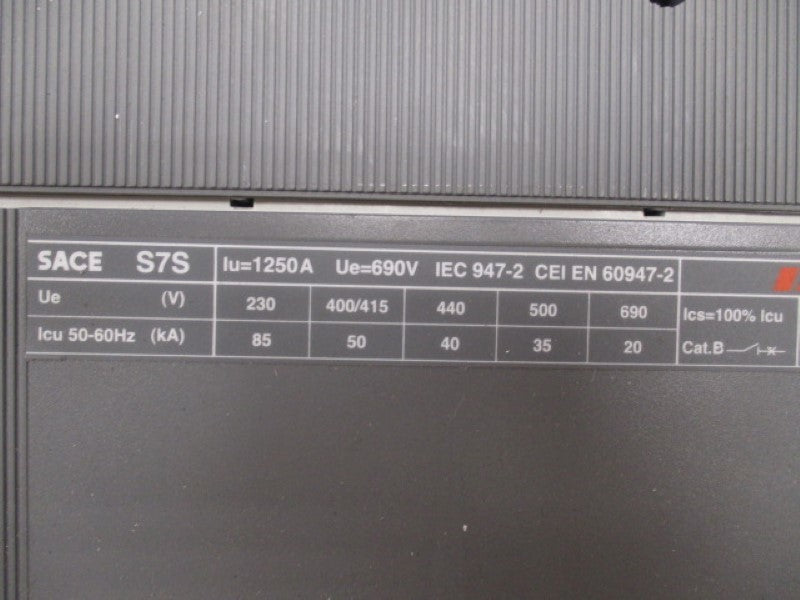 SACE S7S Iu=1250A Ue=690V IEC 947-2 CEI EN 60947-2
Ue (V) 230 400/415 440 500 690 Ics=100% Icu
Icu 50-60Hz (kA) 85 50 40 35 20 Cat.B